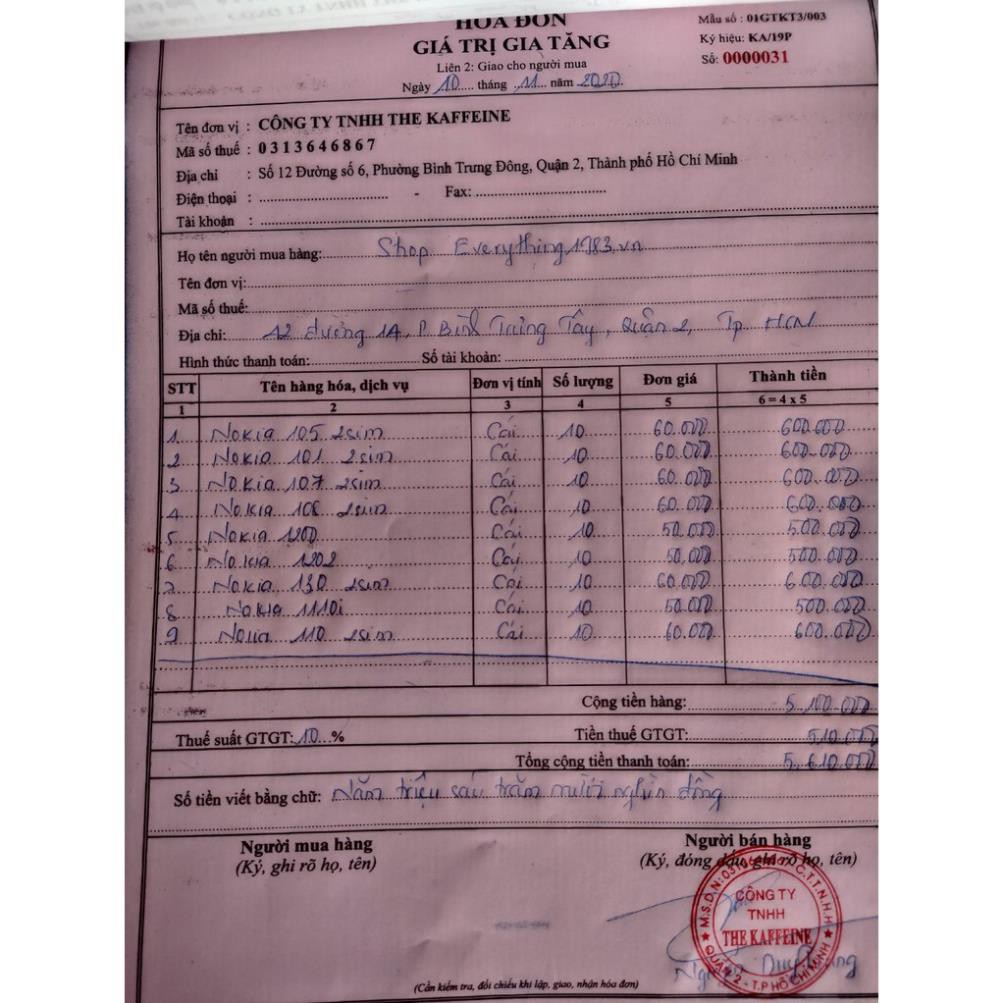 HÓA ĐƠN
GIÁ TRỊ GIA TĂNG
Liên 2: Giao cho người mua
Ngày 10 tháng 11 năm 2020
Mẫu số : 01GTKT3/003
Ký hiệu: KA/19P
Số: 0000031
Tên đơn vị : CÔNG TY TNHH THE KAFFEINE
Mã số thuế : 0313646867
Địa chỉ : Số 12 Đường số 6, Phường Bình Trưng Đông, Quận 2, Thành phố Hồ Chí Minh
Điện thoại : - Fax:
Tài khoản :
Họ tên người mua hàng: Shop Everything1983.vn
Tên đơn vị:
Mã số thuế:
Địa chỉ: 12 đường 1A, P. Bình Trưng Tây, Quận 2, Tp. HCM
Hình thức thanh toán: Số tài khoản:
STT Tên hàng hóa, dịch vụ Đơn vị tính Số lượng Đơn giá Thành tiền
1 2 3 4 5 6 = 4 x 5
1 Nokia 105 2sim Cái 10 60.000 600.000
2 Nokia 101 2sim Cái 10 60.000 600.000
3 Nokia 107 2sim Cái 10 60.000 600.000
4 Nokia 108 2sim Cái 10 60.000 600.000
5 Nokia 1200 Cái 10 50.000 500.000
6 Nokia 1202 Cái 10 50.000 500.000
7 Nokia 130 2sim Cái 10 60.000 600.000
8 Nokia 1110i Cái 10 50.000 500.000
9 Nokia 110 2sim Cái 10 60.000 600.000
Cộng tiền hàng: 5.100.000
Thuế suất GTGT: 10 % Tiền thuế GTGT: 510.000
Tổng cộng tiền thanh toán: 5.610.000
Số tiền viết bằng chữ: Năm triệu sáu trăm mười nghìn đồng
Người mua hàng
(Ký, ghi rõ họ, tên)
Người bán hàng
(Ký, đóng dấu, ghi rõ họ, tên)
CÔNG TY
TNHH
THE KAFFEINE
QUẬN 2 - T.P HỒ CHÍ MINH
(Cần kiểm tra, đối chiếu khi lập, giao, nhận hóa đơn)